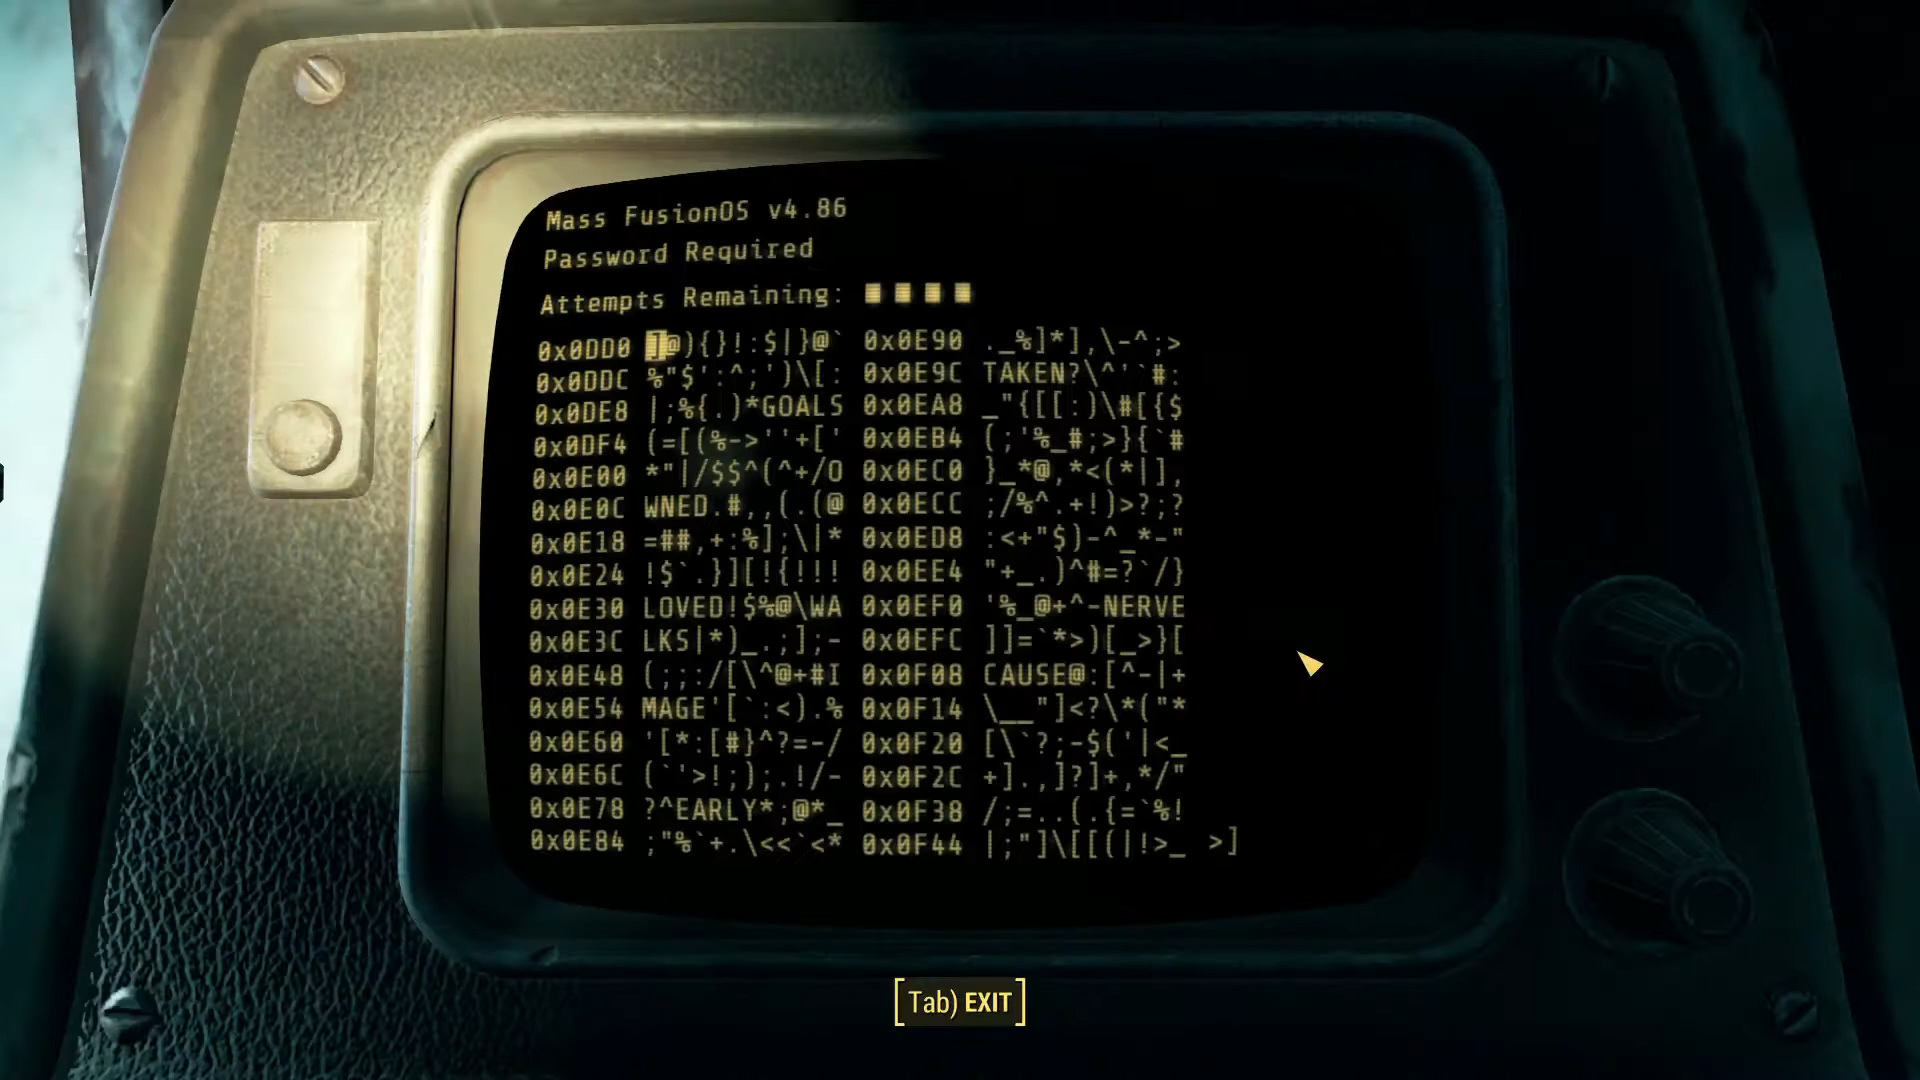 Mass FusionOS v4.86
Password Required
Attempts Remaining:
0x0DD0 ]@){}!:$|}@`
0x0DDC %"$':^;')\[:
0x0DE8 |;%{.)*GOALS
0x0DF4 (=[(%->''+['
0x0E00 *"|/$$^(^+/O
0x0E0C WNED.#,,(.(@
0x0E18 =##,+:%];\|*
0x0E24 !$`.}][!{!!!
0x0E30 LOVED!$%@\WA
0x0E3C LKS|*)_.;];-
0x0E48 (;;:/[\^@+#I
0x0E54 MAGE'[`:<).%
0x0E60 '[*:[#}^?=-/
0x0E6C (`'>!;);.!/-
0x0E78 ?^EARLY*;@*_
0x0E84 ;"%`+.\<<`<*
0x0E90 ._%]*],\-^;>
0x0E9C TAKEN?\^'`#:
0x0EA8 _"{[[:)\#[{$
0x0EB4 (;'%_#;>}{`#
0x0EC0 }_*@,*<(*|],
0x0ECC ;/%^.+!)>?;?
0x0ED8 :<+"$)-^_*-"
0x0EE4 "+_.)^#=?`/}
0x0EF0 '%_@+^-NERVE
0x0EFC ]]=`*>)[_>}[
0x0F08 CAUSE@:[^-|+
0x0F14 \__"]<?\*("*
0x0F20 [\`?;-$('|<_
0x0F2C +].,]?]+,*/"
0x0F38 /;=..(.{=`%!
0x0F44 |;"]\[[(|!>_
>]
[Tab) EXIT]